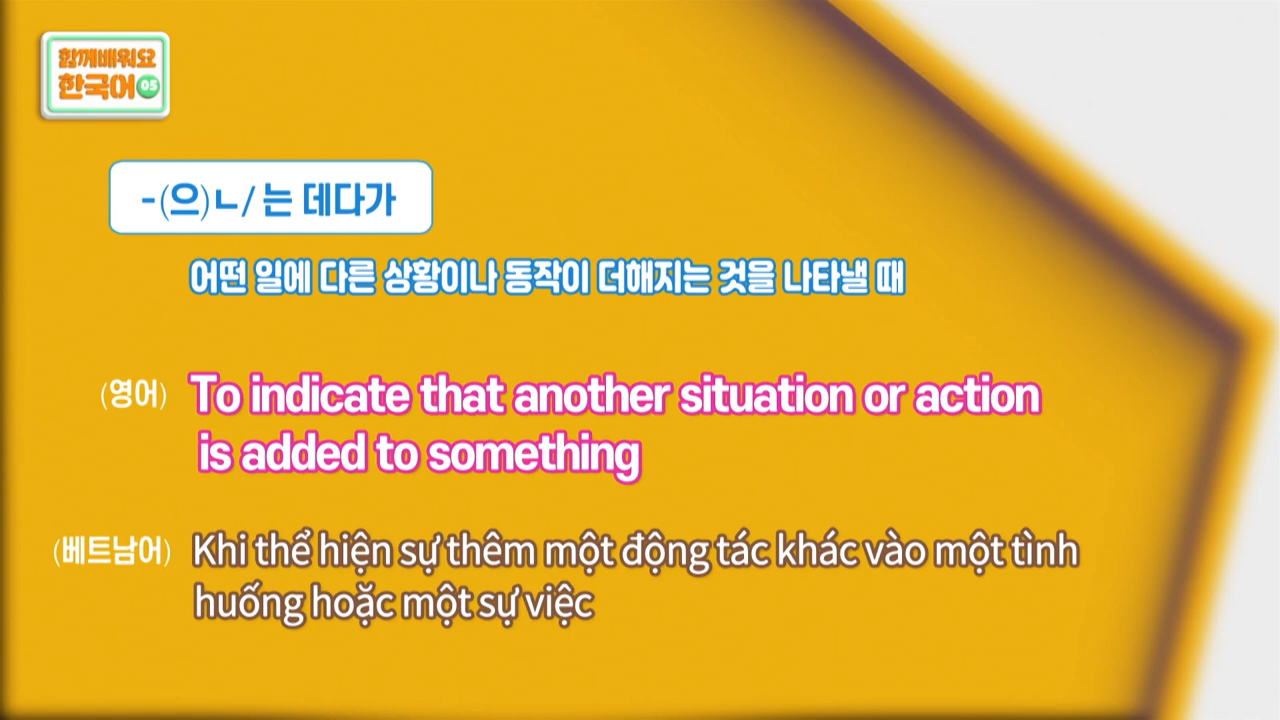 함께배워요
한국어 05
-(으)ㄴ/는 데다가
어떤 일에 다른 상황이나 동작이 더해지는 것을 나타낼 때
(영어) To indicate that another situation or action
is added to something
(베트남어) Khi thể hiện sự thêm một động tác khác vào một tình
huống hoặc một sự việc